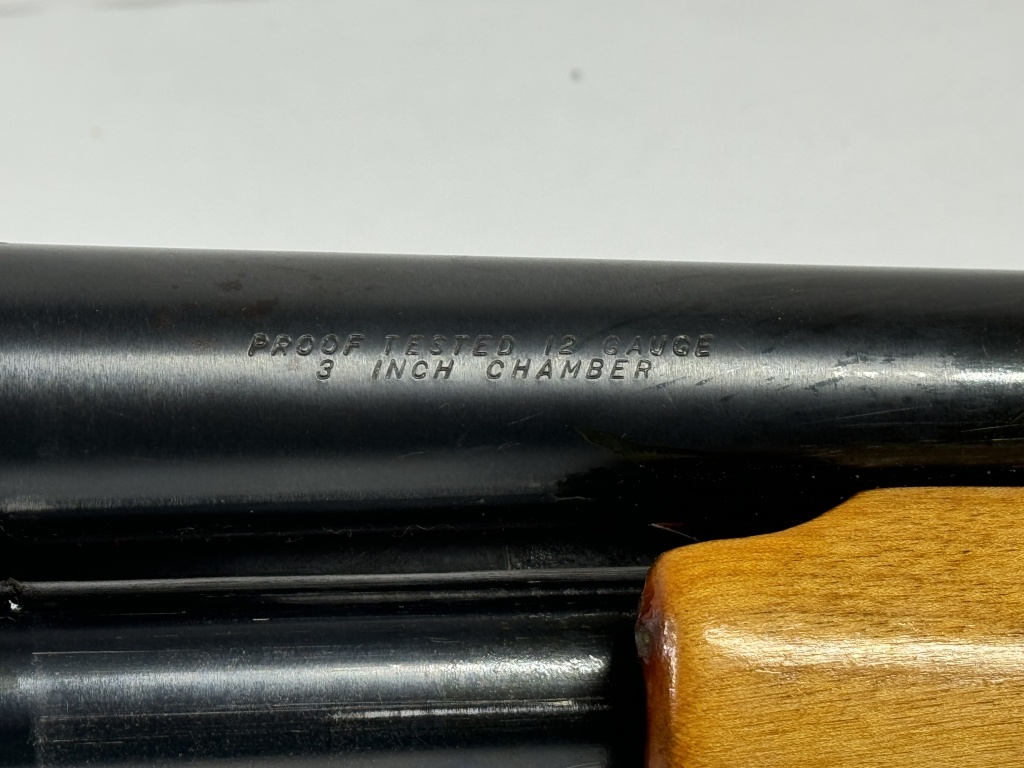 PROOF TESTED 12 GAUGE
3 INCH CHAMBER